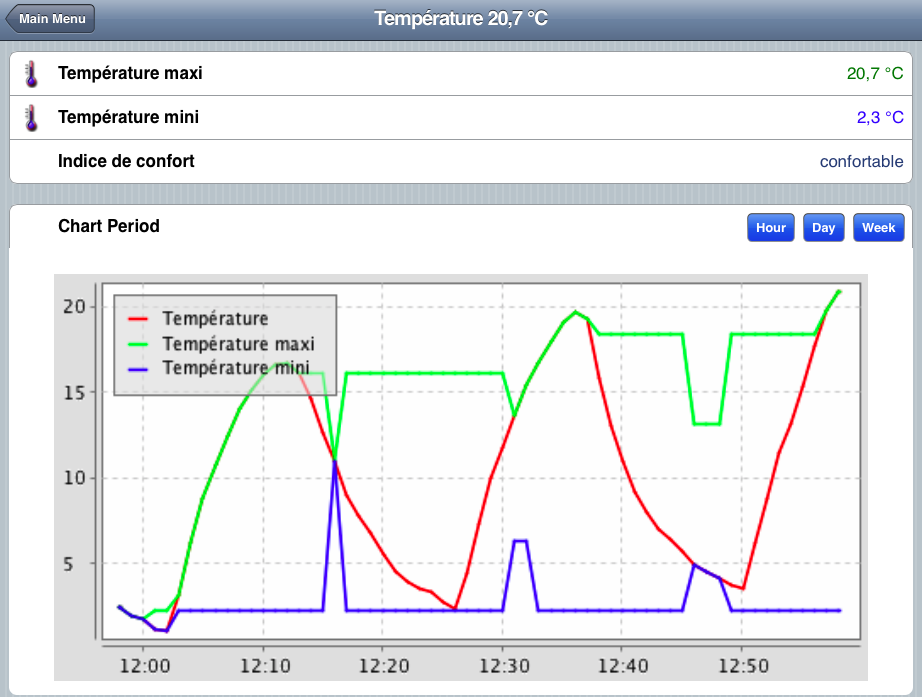 Main Menu
Température 20,7 °C
Température maxi 20,7 °C
Température mini 2,3 °C
Indice de confort confortable
Chart Period Hour Day Week
Température
Température maxi
Température mini
20
15
10
5
12:00 12:10 12:20 12:30 12:40 12:50